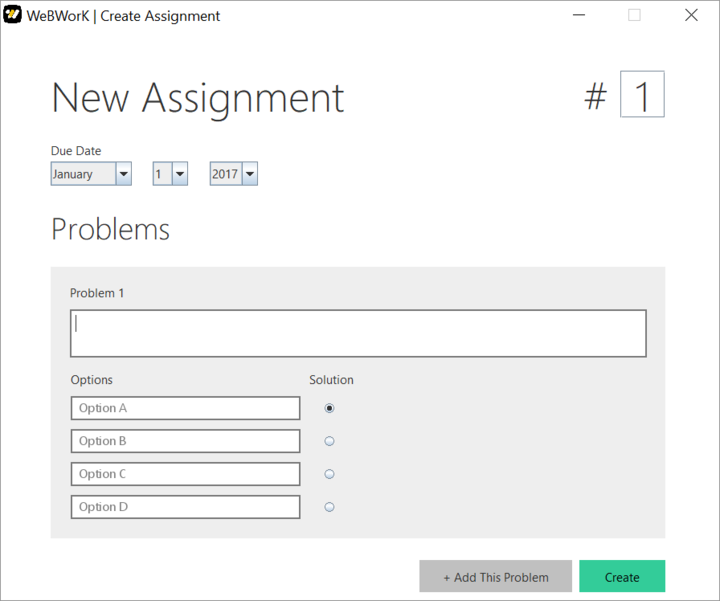 WeBWorK | Create Assignment
New Assignment # 1
Due Date
January 1 2017
Problems
Problem 1
Options Solution
Option A
Option B
Option C
Option D
+ Add This Problem Create